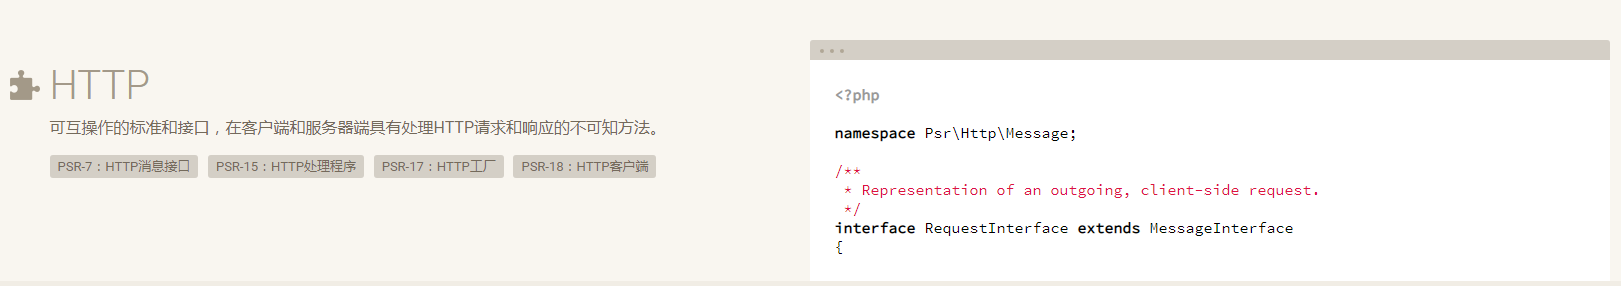 HTTP
可互操作的标准和接口，在客户端和服务器端具有处理HTTP请求和响应的不可知方法。
PSR-7：HTTP消息接口 PSR-15：HTTP处理程序 PSR-17：HTTP工厂 PSR-18：HTTP客户端
<?php
namespace Psr\Http\Message;
/**
 * Representation of an outgoing, client-side request.
 */
interface RequestInterface extends MessageInterface
{